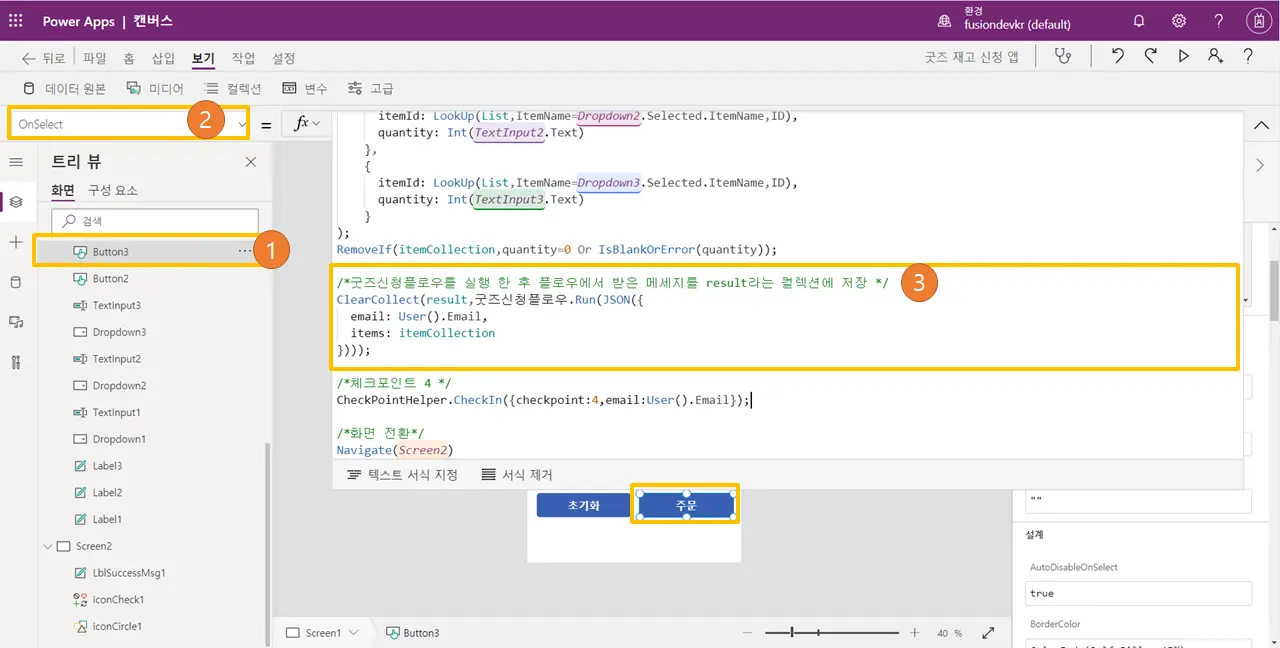 Power Apps | 캔버스
환경
fusiondevkr (default)
뒤로 파일 홈 삽입 보기 작업 설정
굿즈 재고 신청 앱
데이터 원본 미디어 컬렉션 변수 고급
OnSelect
2
= fx
itemId: LookUp(List,ItemName=Dropdown2.Selected.ItemName,ID),
quantity: Int(TextInput2.Text)
},
{
itemId: LookUp(List,ItemName=Dropdown3.Selected.ItemName,ID),
quantity: Int(TextInput3.Text)
}
);
RemoveIf(itemCollection,quantity=0 Or IsBlankOrError(quantity));
/*굿즈신청플로우를 실행 한 후 플로우에서 받은 메세지를 result라는 컬렉션에 저장 */
3
ClearCollect(result,굿즈신청플로우.Run(JSON({
email: User().Email,
items: itemCollection
})));
/*체크포인트 4 */
CheckPointHelper.CheckIn({checkpoint:4,email:User().Email});
/*화면 전환*/
Navigate(Screen2)
텍스트 서식 지정 서식 제거
트리 뷰
화면 구성 요소
검색
Button3
1
Button2
TextInput3
Dropdown3
TextInput2
Dropdown2
TextInput1
Dropdown1
Label3
Label2
Label1
Screen2
LblSuccessMsg1
iconCheck1
iconCircle1
초기화 주문
""
설계
AutoDisableOnSelect
true
BorderColor
Screen1 Button3
40 %